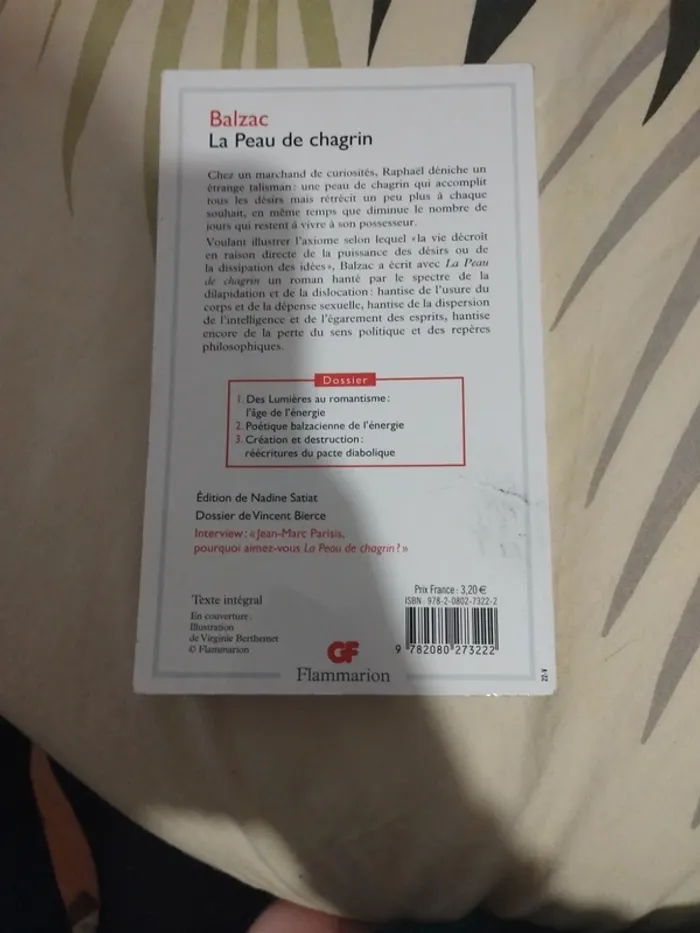 Balzac
La Peau de chagrin
Chez un marchand de curiosités, Raphaël déniche un
étrange talisman : une peau de chagrin qui accomplit
tous les désirs mais rétrécit un peu plus à chaque
souhait, en même temps que diminue le nombre de
jours qui restent à vivre à son possesseur.
Voulant illustrer l'axiome selon lequel «la vie décroît
en raison directe de la puissance des désirs ou de
la dissipation des idées», Balzac a écrit avec La Peau
de chagrin un roman hanté par le spectre de la
dilapidation et de la dislocation : hantise de l'usure du
corps et de la dépense sexuelle, hantise de la dispersion
de l'intelligence et de l'égarement des esprits, hantise
encore de la perte du sens politique et des repères
philosophiques.
Dossier
1. Des Lumières au romantisme :
l'âge de l'énergie
2. Poétique balzacienne de l'énergie
3. Création et destruction :
réécritures du pacte diabolique
Édition de Nadine Satiat
Dossier de Vincent Bierce
Interview : «Jean-Marc Parisis,
pourquoi aimez-vous La Peau de chagrin ? »
Prix France : 3,20 €
ISBN : 978-2-0802-7322-2
Texte intégral
En couverture :
Illustration
de Virginie Berthemet
© Flammarion
9 782080 273222
GF
Flammarion
22-V